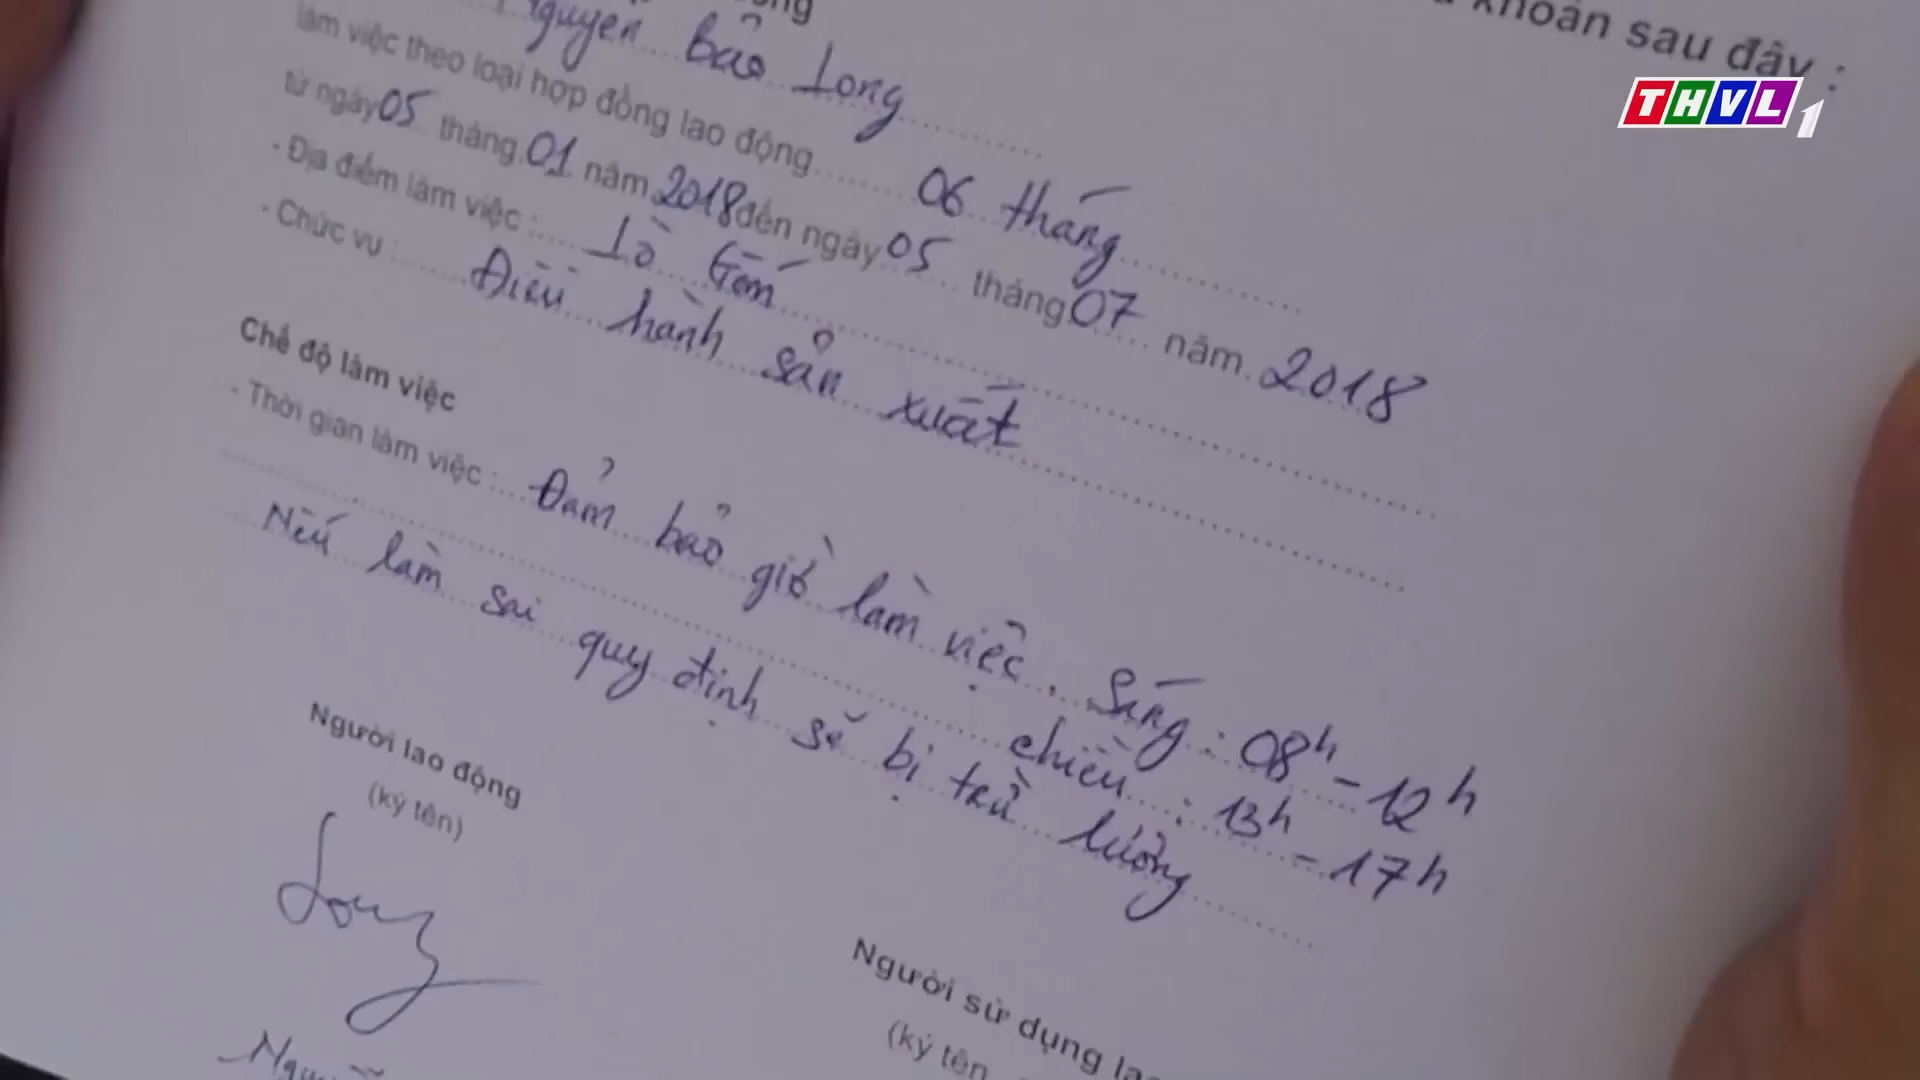 khoản sau đây :
THVL1
Nguyễn bảo Long
làm việc theo loại hợp đồng lao động 06 tháng
từ ngày 05 tháng 01 năm 2018 đến ngày 05 tháng 07 năm 2018
- Địa điểm làm việc : Lò Gốm
- Chức vụ : Điều hành sản xuất
Chế độ làm việc
- Thời gian làm việc : Đảm bảo giờ làm việc. Sáng : 08h - 12h
chiều : 13h - 17h
Nếu làm sai quy định sẽ bị trừ lương
Người lao động
(ký tên)
Long
Người sử dụng
(ký tên